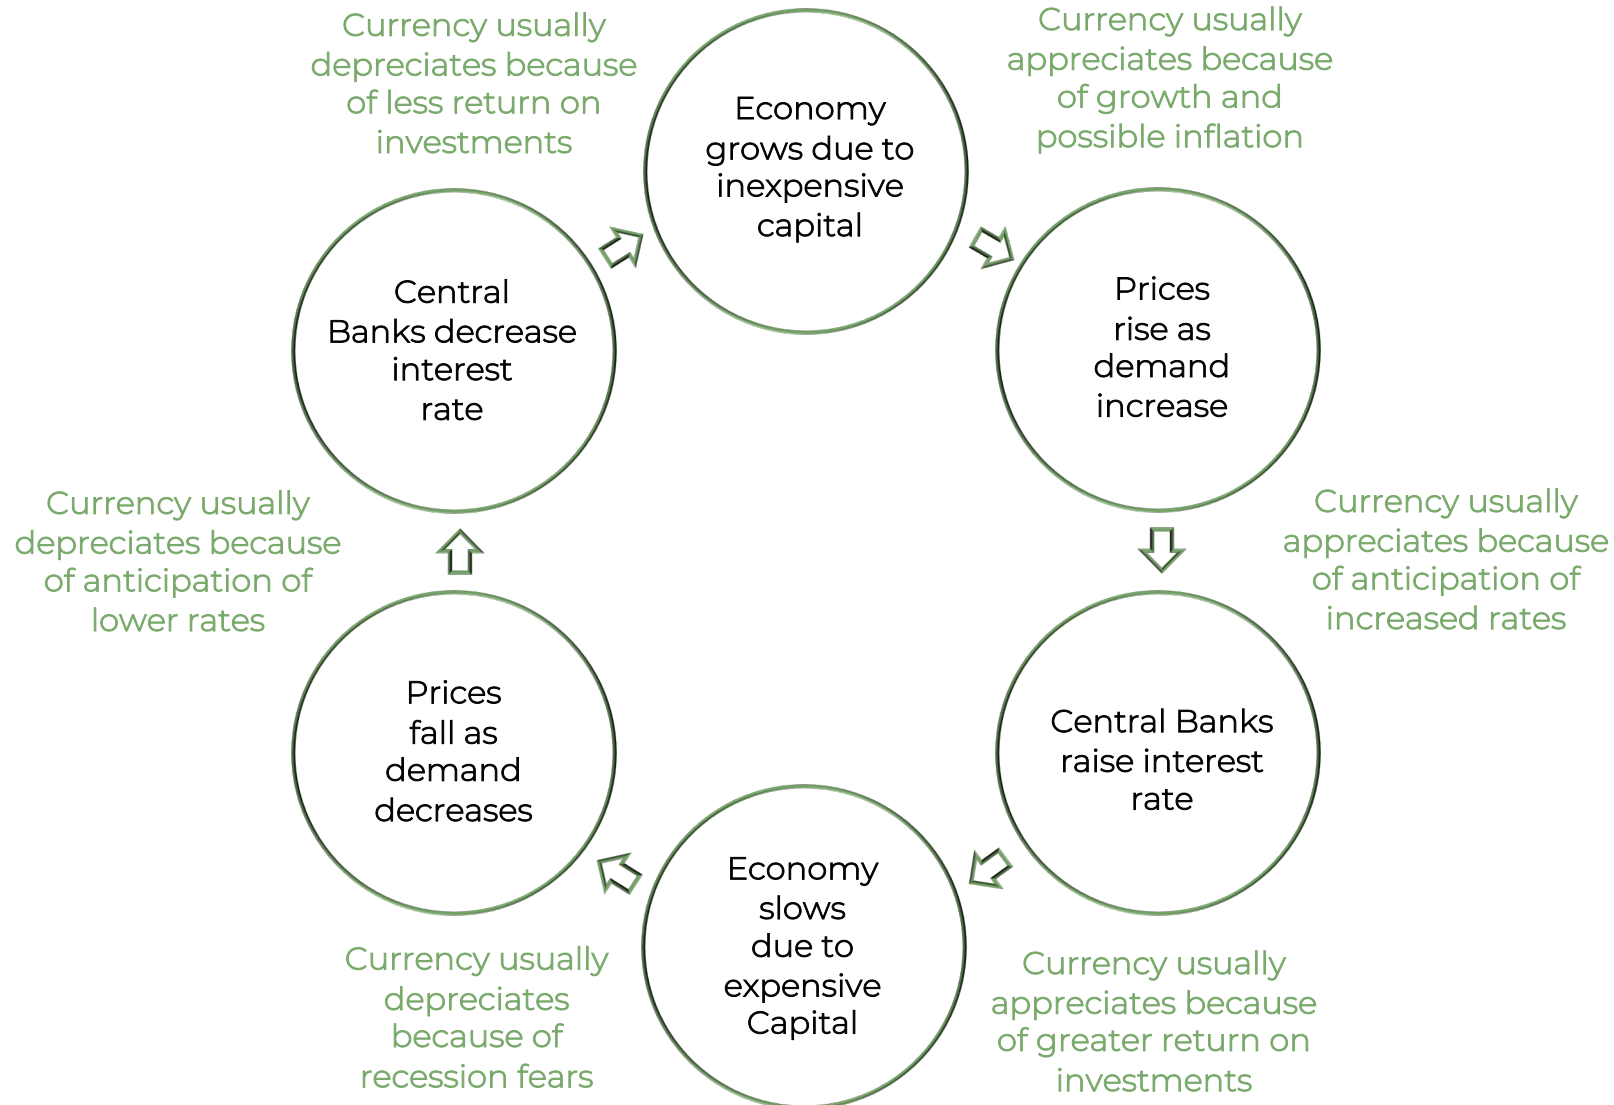 Currency usually
depreciates because
of less return on
investments
Economy
grows due to
inexpensive
capital
Currency usually
appreciates because
of growth and
possible inflation
Central
Banks decrease
interest
rate
Prices
rise as
demand
increase
Currency usually
depreciates because
of anticipation of
lower rates
Currency usually
appreciates because
of anticipation of
increased rates
Prices
fall as
demand
decreases
Central Banks
raise interest
rate
Economy
slows
due to
expensive
Capital
Currency usually
depreciates
because of
recession fears
Currency usually
appreciates because
of greater return on
investments